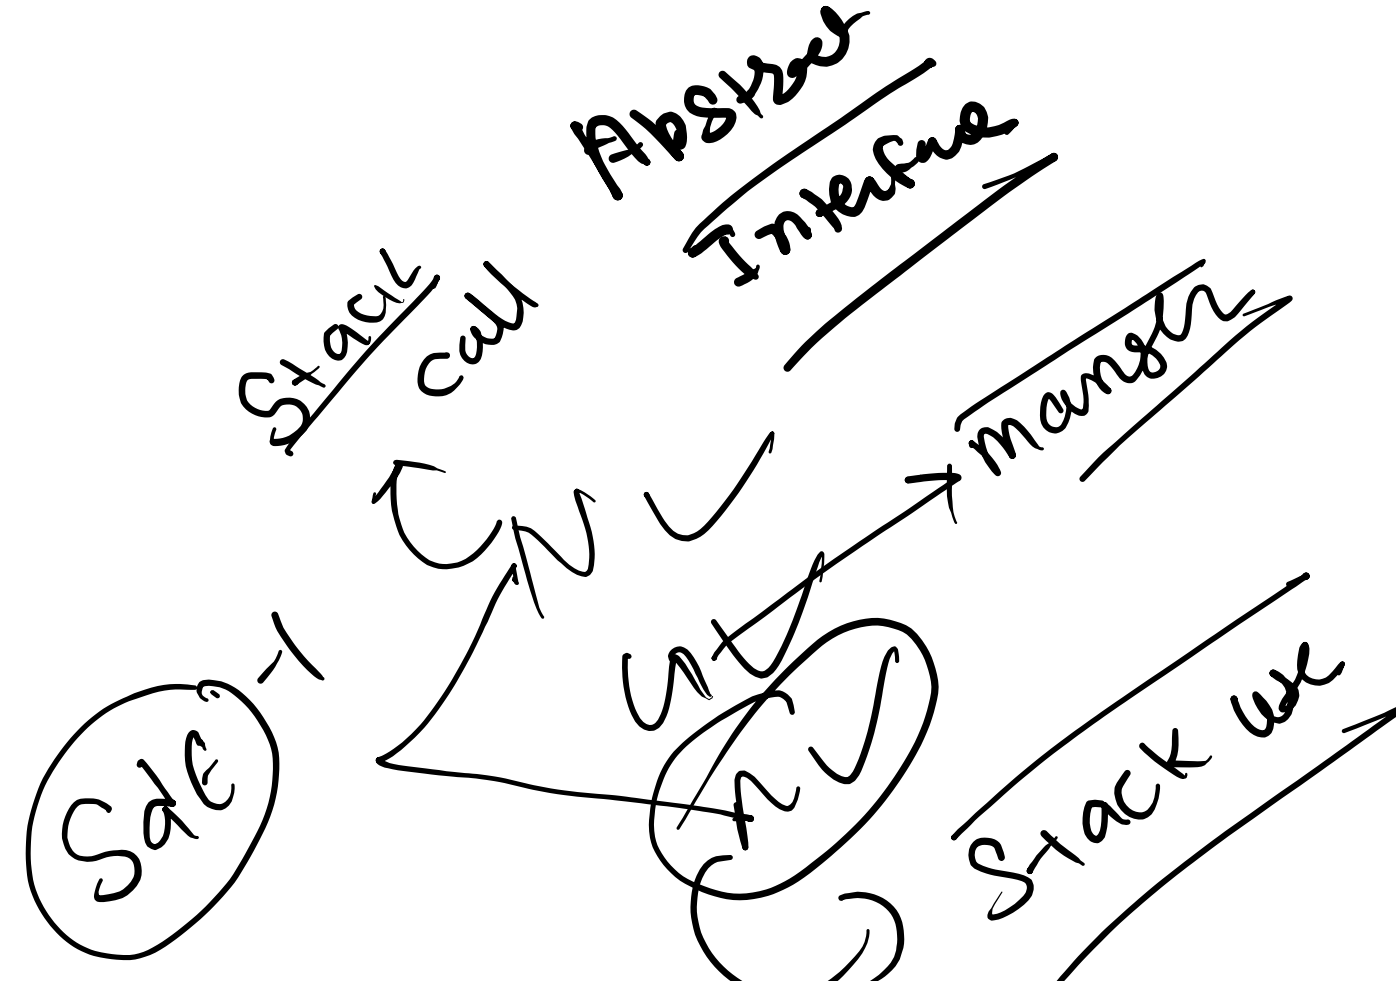 Abstract
Interface
Stack
Call
Manager
N
SdE -1
Stack use